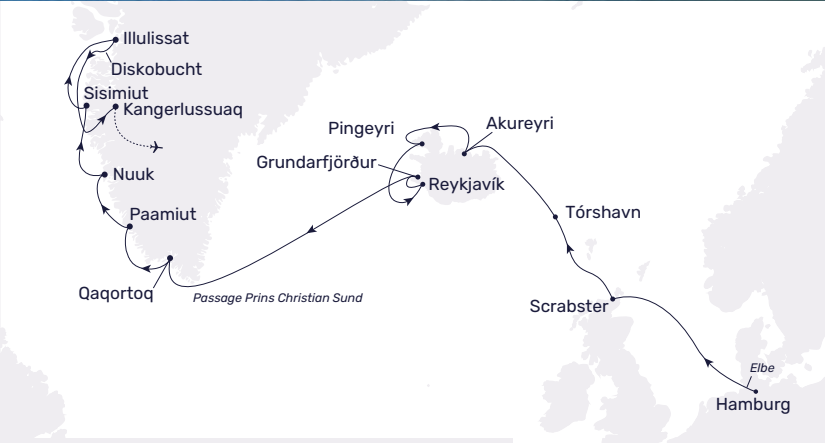 Illulissat
Diskobucht
Sisimiut
Kangerlussuaq
Pingeyri
Akureyri
Grundarfjörður
Reykjavík
Nuuk
Paamiut
Tórshavn
Qaqortoq
Passage Prins Christian Sund
Scrabster
Elbe
Hamburg